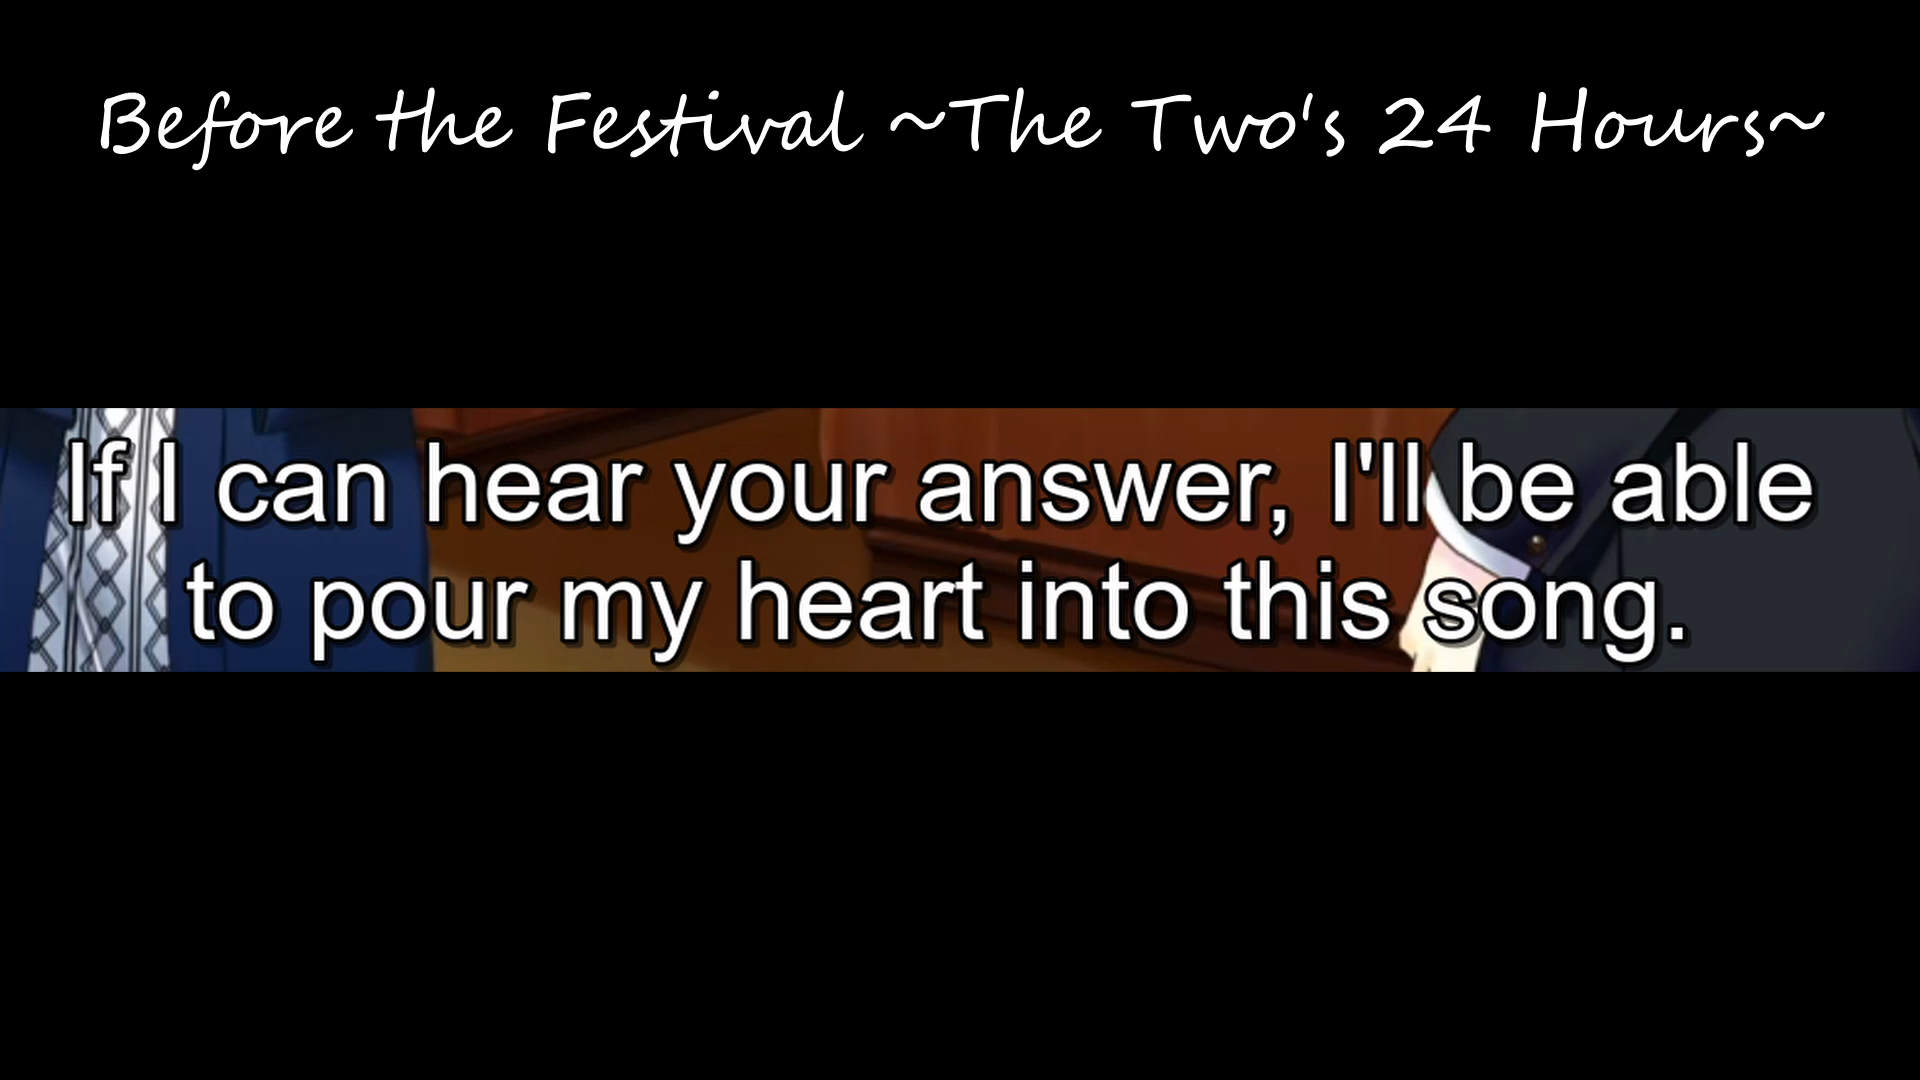 Before the Festival ~The Two's 24 Hours~
If I can hear your answer, I'll be able
to pour my heart into this song.